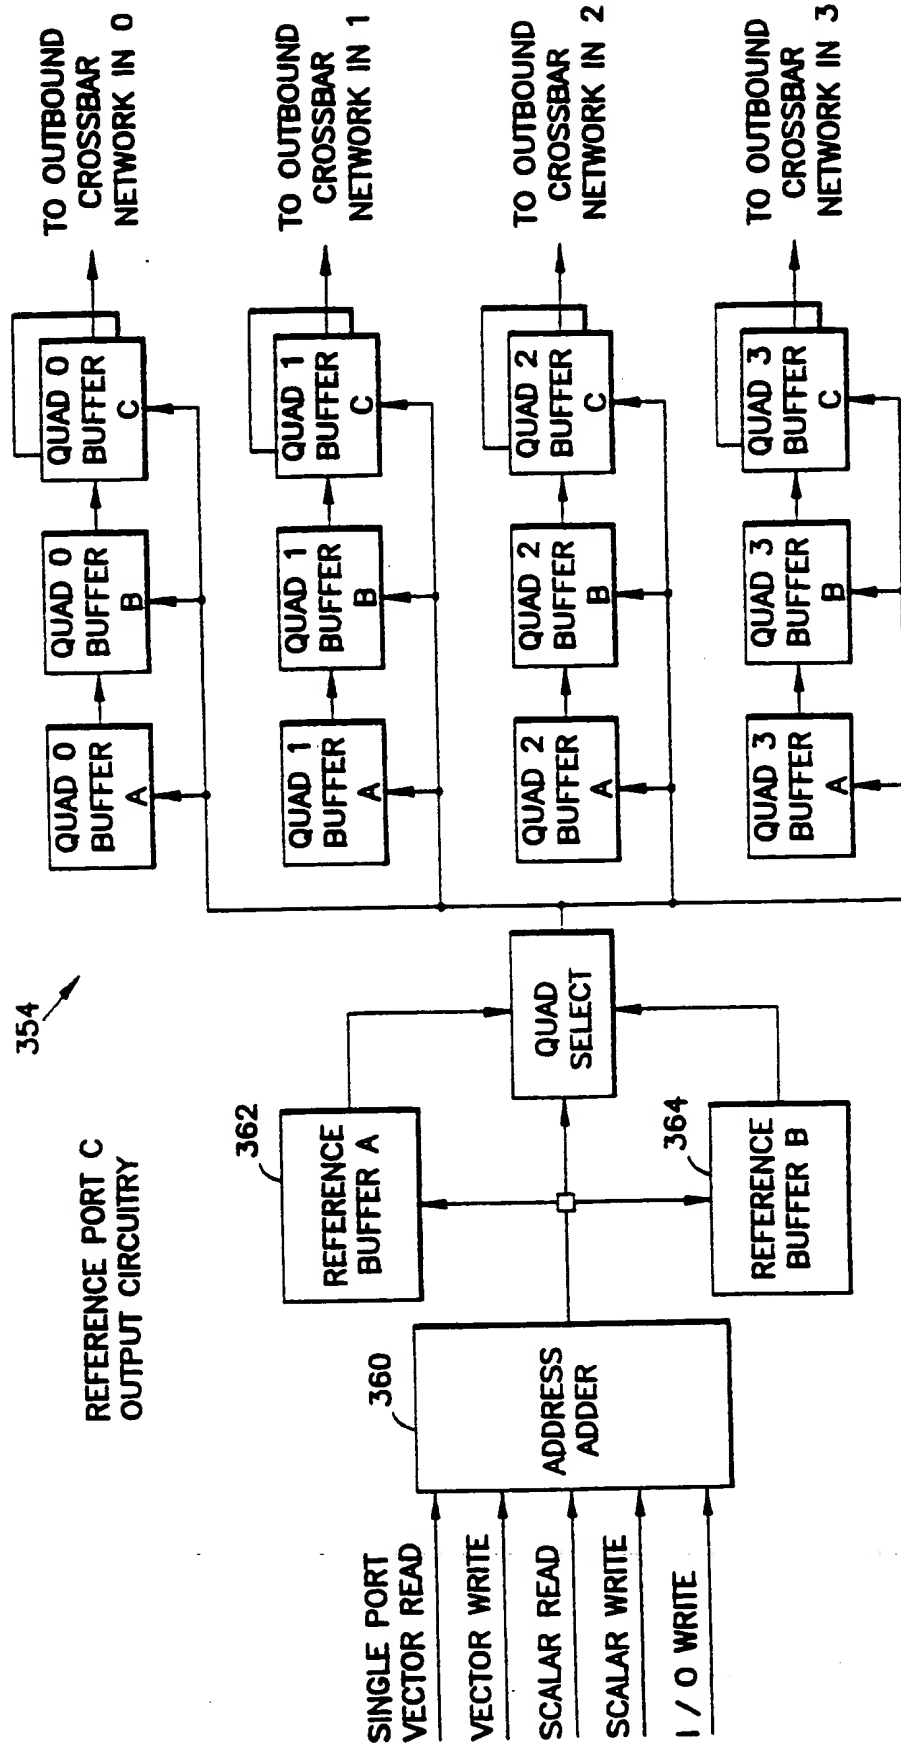 REFERENCE PORT C
OUTPUT CIRCUITRY
354
SINGLE PORT
VECTOR READ
VECTOR WRITE
SCALAR READ
SCALAR WRITE
I / O WRITE
360
ADDRESS
ADDER
362
REFERENCE
BUFFER A
364
REFERENCE
BUFFER B
QUAD
SELECT
QUAD 0
BUFFER
A
QUAD 0
BUFFER
B
QUAD 0
BUFFER
C
TO OUTBOUND
CROSSBAR
NETWORK IN 0
QUAD 1
BUFFER
A
QUAD 1
BUFFER
B
QUAD 1
BUFFER
C
TO OUTBOUND
CROSSBAR
NETWORK IN 1
QUAD 2
BUFFER
A
QUAD 2
BUFFER
B
QUAD 2
BUFFER
C
TO OUTBOUND
CROSSBAR
NETWORK IN 2
QUAD 3
BUFFER
A
QUAD 3
BUFFER
B
QUAD 3
BUFFER
C
TO OUTBOUND
CROSSBAR
NETWORK IN 3